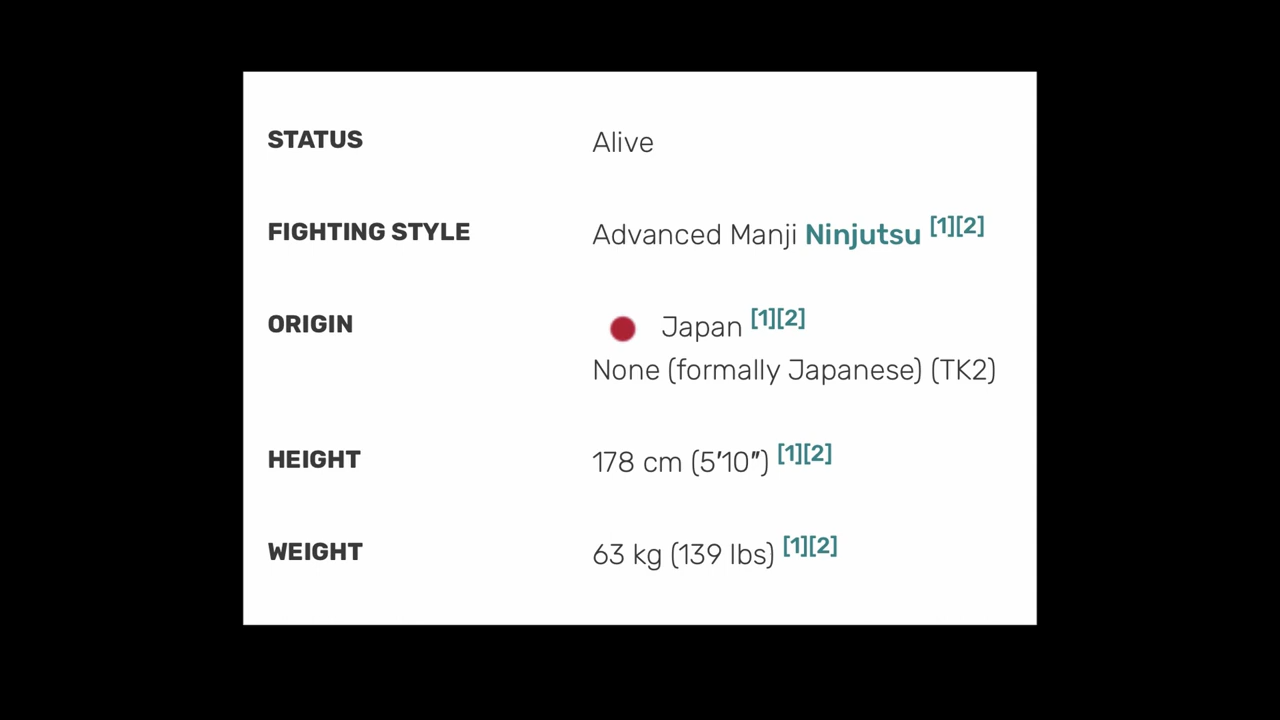 STATUS Alive
FIGHTING STYLE Advanced Manji Ninjutsu [1][2]
ORIGIN Japan [1][2]
None (formally Japanese) (TK2)
HEIGHT 178 cm (5′10″) [1][2]
WEIGHT 63 kg (139 lbs) [1][2]